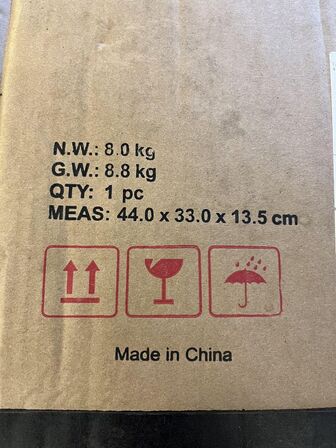 N.W.: 8.0 kg
G.W.: 8.8 kg
QTY: 1 pc
MEAS: 44.0 x 33.0 x 13.5 cm
Made in China